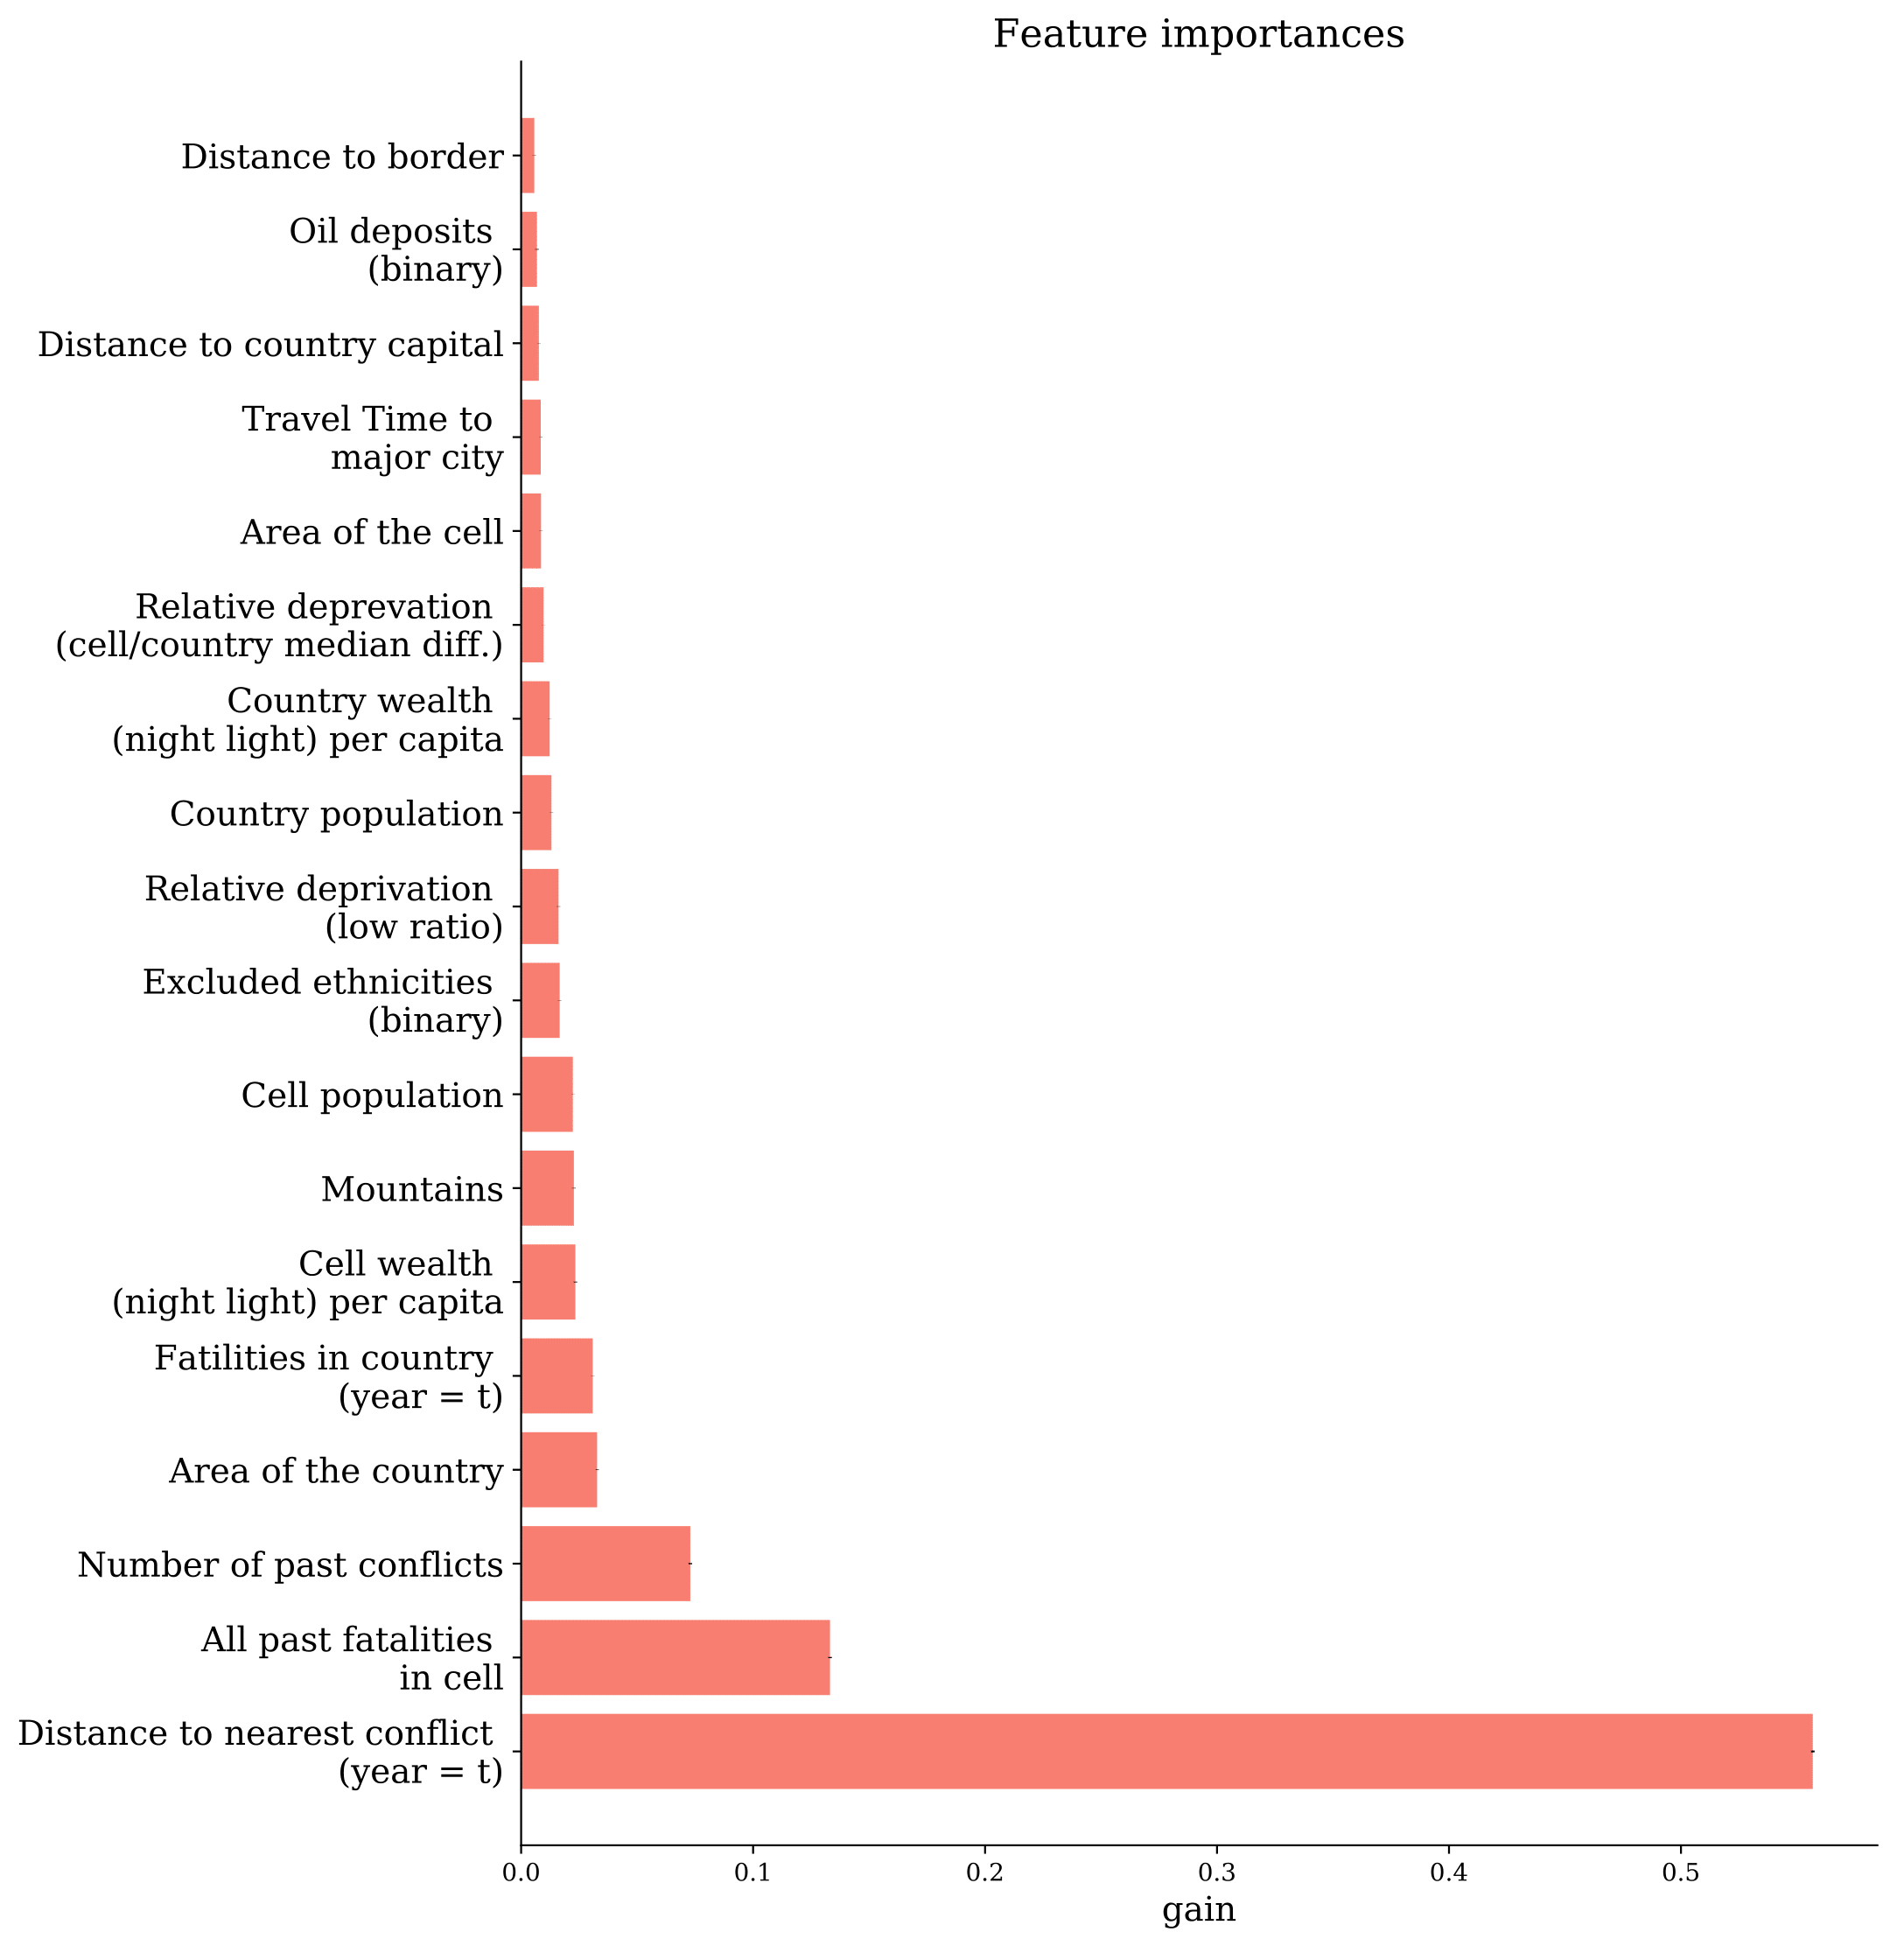 Feature importances
Distance to border
Oil deposits
(binary)
Distance to country capital
Travel Time to
major city
Area of the cell
Relative deprevation
(cell/country median diff.)
Country wealth
(night light) per capita
Country population
Relative deprivation
(low ratio)
Excluded ethnicities
(binary)
Cell population
Mountains
Cell wealth
(night light) per capita
Fatilities in country
(year = t)
Area of the country
Number of past conflicts
All past fatalities
in cell
Distance to nearest conflict
(year = t)
0.0 0.1 0.2 0.3 0.4 0.5
gain